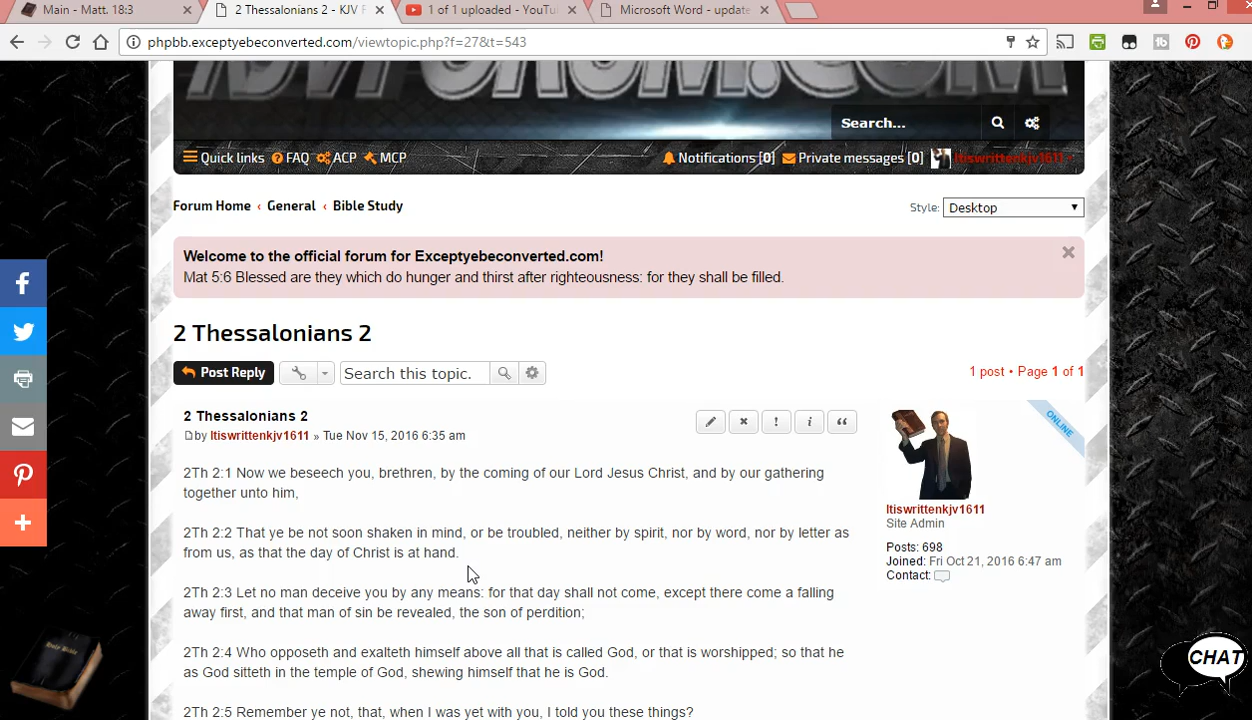 Main - Matt. 18:3
2 Thessalonians 2 - KJV F
1 of 1 uploaded - YouTu
Microsoft Word - update
phpbb.exceptyebeconverted.com/viewtopic.php?f=27&t=543
KJVFORUM.COM
Search...
Quick links FAQ ACP MCP
Notifications [0] Private messages [0] Itiswrittenkjv1611
Forum Home ‹ General ‹ Bible Study
Style: Desktop
Welcome to the official forum for Exceptyebeconverted.com!
Mat 5:6 Blessed are they which do hunger and thirst after righteousness: for they shall be filled.
2 Thessalonians 2
Post Reply
Search this topic.
1 post • Page 1 of 1
2 Thessalonians 2
by Itiswrittenkjv1611 » Tue Nov 15, 2016 6:35 am
2Th 2:1 Now we beseech you, brethren, by the coming of our Lord Jesus Christ, and by our gathering
together unto him,
2Th 2:2 That ye be not soon shaken in mind, or be troubled, neither by spirit, nor by word, nor by letter as
from us, as that the day of Christ is at hand.
2Th 2:3 Let no man deceive you by any means: for that day shall not come, except there come a falling
away first, and that man of sin be revealed, the son of perdition;
2Th 2:4 Who opposeth and exalteth himself above all that is called God, or that is worshipped; so that he
as God sitteth in the temple of God, shewing himself that he is God.
2Th 2:5 Remember ye not, that, when I was yet with you, I told you these things?
ONLINE
Itiswrittenkjv1611
Site Admin
Posts: 698
Joined: Fri Oct 21, 2016 6:47 am
Contact:
Holy Bible
CHAT